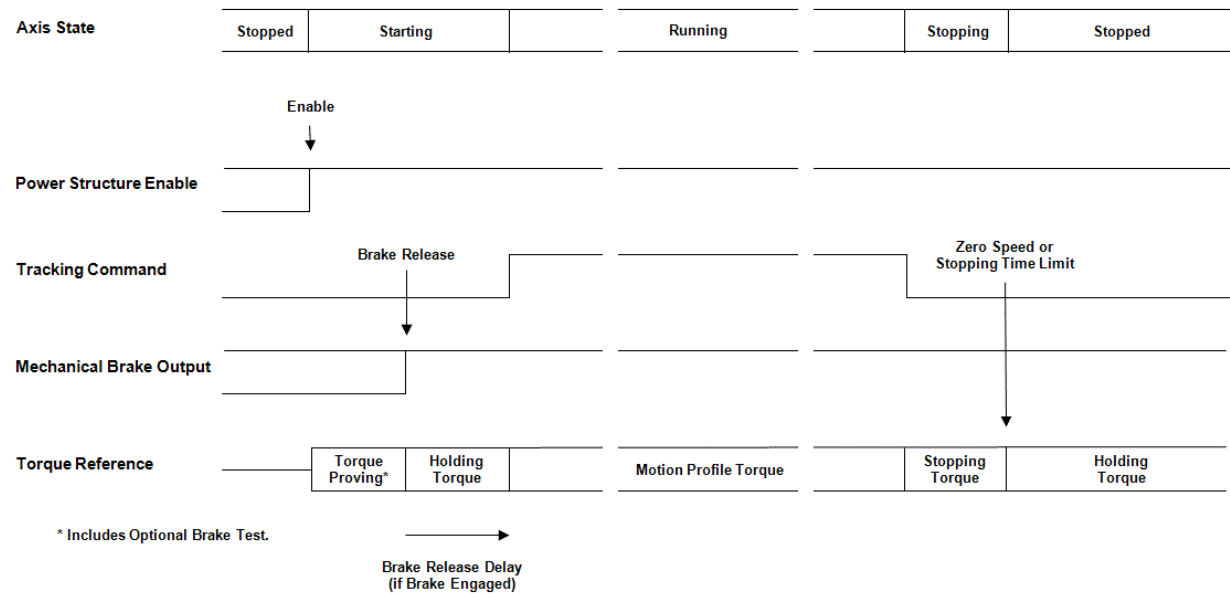 Axis State
Stopped
Starting
Running
Stopping
Stopped
Enable
Power Structure Enable
Brake Release
Zero Speed or
Stopping Time Limit
Tracking Command
Mechanical Brake Output
Torque Reference
Torque
Proving*
Holding
Torque
Motion Profile Torque
Stopping
Torque
Holding
Torque
* Includes Optional Brake Test.
Brake Release Delay
(if Brake Engaged)